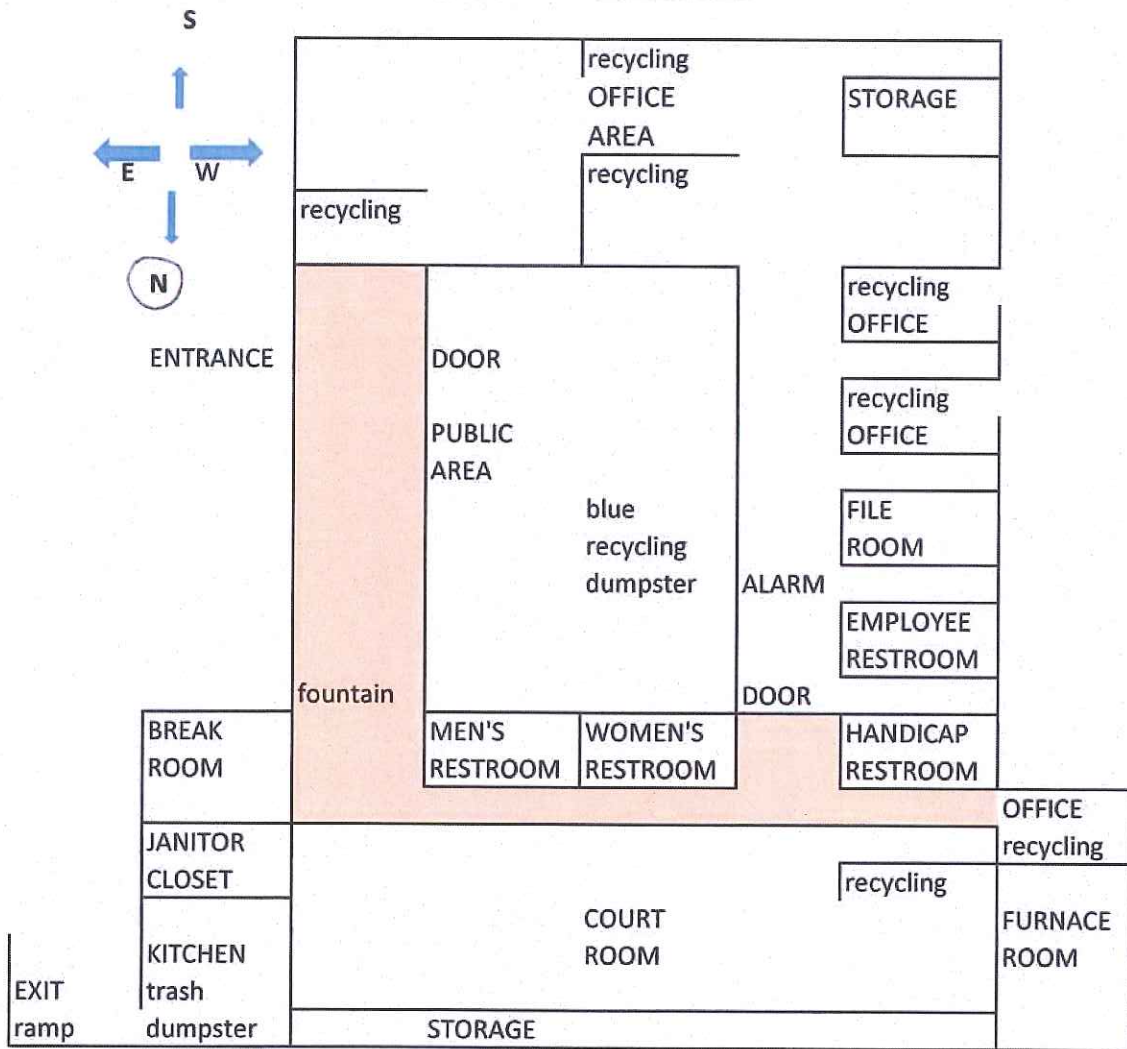 S
recycling
OFFICE
AREA
STORAGE
E W
recycling
recycling
N
recycling
OFFICE
ENTRANCE
DOOR
recycling
OFFICE
PUBLIC
AREA
blue
recycling
dumpster
FILE
ROOM
ALARM
EMPLOYEE
RESTROOM
fountain
DOOR
BREAK
ROOM
MEN'S
RESTROOM
WOMEN'S
RESTROOM
HANDICAP
RESTROOM
OFFICE
recycling
JANITOR
CLOSET
recycling
COURT
ROOM
FURNACE
ROOM
KITCHEN
trash
dumpster
EXIT
ramp
STORAGE